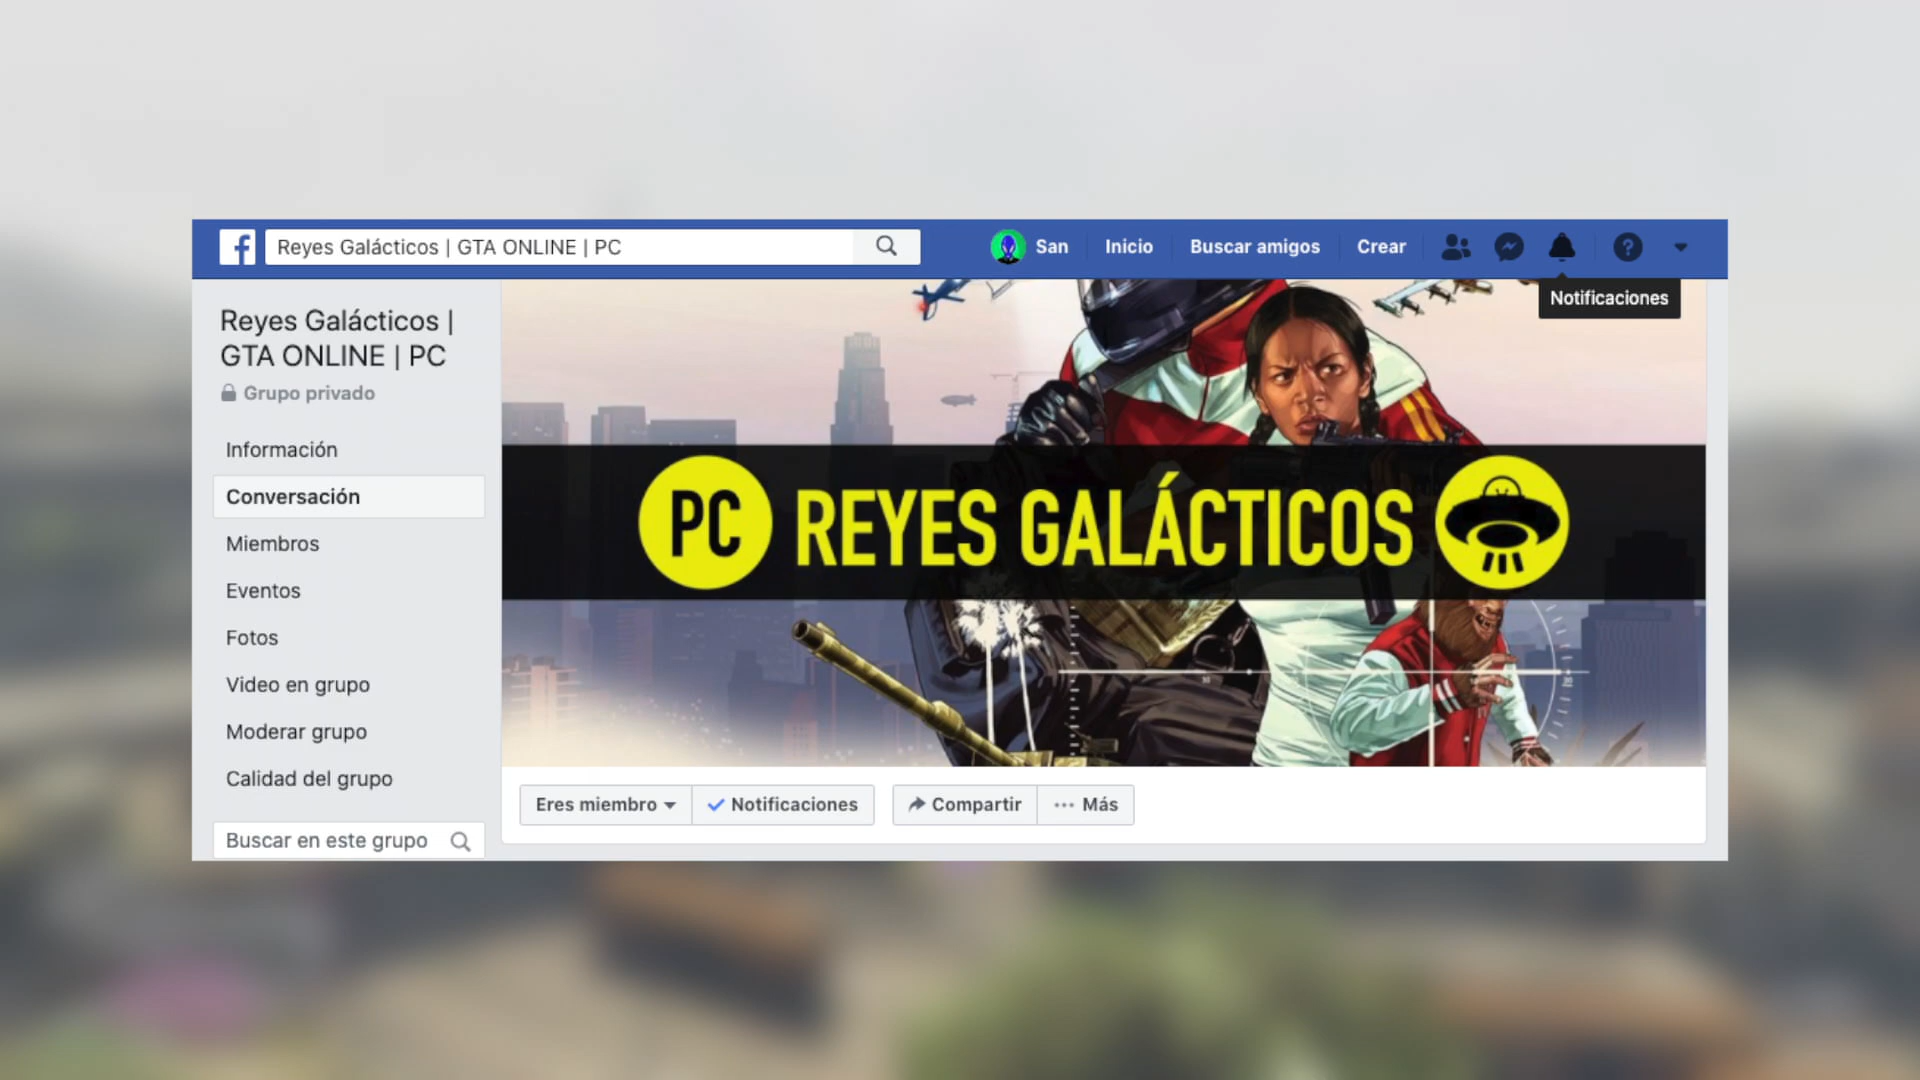 Reyes Galácticos | GTA ONLINE | PC
San
Inicio
Buscar amigos
Crear
Notificaciones
Reyes Galácticos |
GTA ONLINE | PC
Grupo privado
Información
Conversación
Miembros
Eventos
Fotos
Video en grupo
Moderar grupo
Calidad del grupo
Buscar en este grupo
PC REYES GALÁCTICOS
Eres miembro
Notificaciones
Compartir
Más